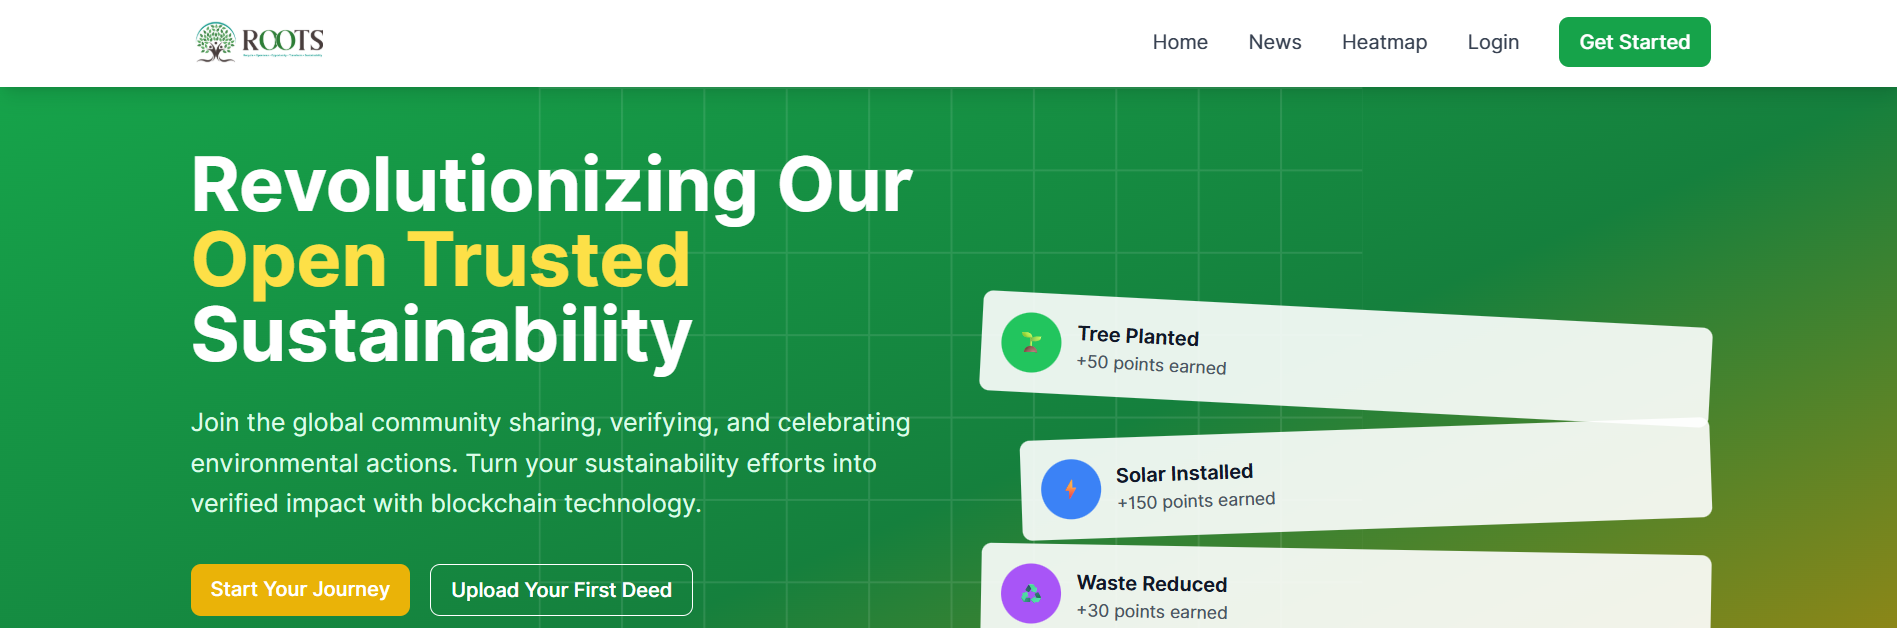 ROOTS
Home
News
Heatmap
Login
Get Started
Revolutionizing Our
Open Trusted
Sustainability
Join the global community sharing, verifying, and celebrating
environmental actions. Turn your sustainability efforts into
verified impact with blockchain technology.
Start Your Journey
Upload Your First Deed
Tree Planted
+50 points earned
Solar Installed
+150 points earned
Waste Reduced
+30 points earned